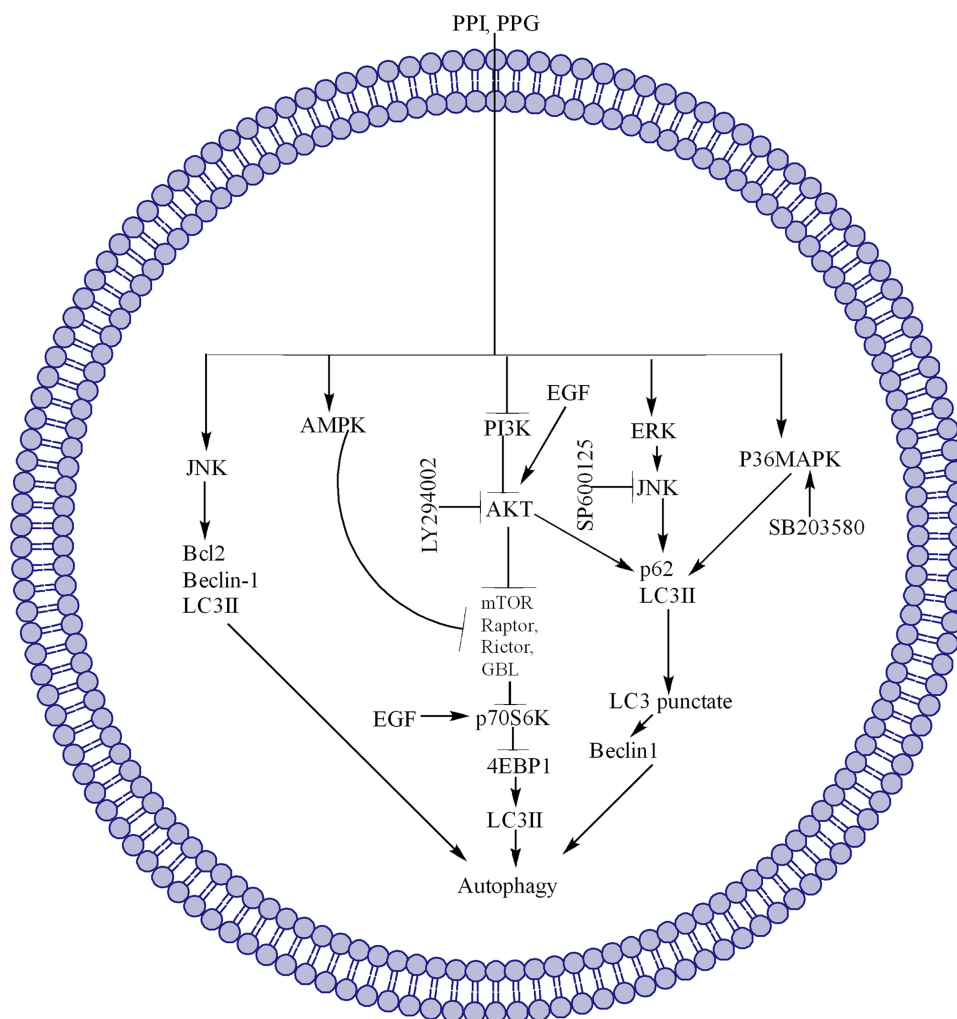 PPI, PPG
EGF
AMPK
PI3K
ERK
P36MAPK
JNK
LY294002
SP600125
JNK
AKT
SB203580
Bcl2
Beclin-1
LC3II
p62
LC3II
mTOR
Raptor,
Rictor,
GBL
LC3 punctate
EGF
p70S6K
Beclin1
4EBP1
LC3II
Autophagy